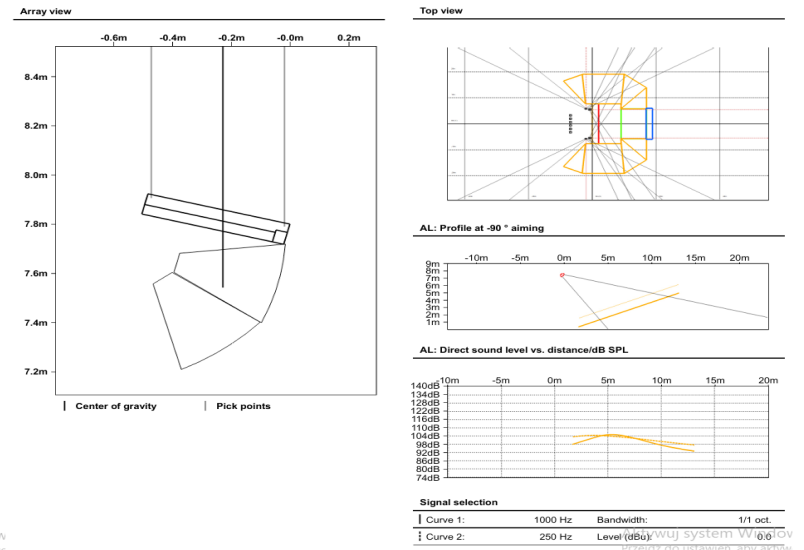 Array view
-0.6m -0.4m -0.2m -0.0m 0.2m
8.4m
8.2m
8.0m
7.8m
7.6m
7.4m
7.2m
Center of gravity Pick points
Top view
AL: Profile at -90 ° aiming
-10m -5m 0m 5m 10m 15m 20m
9m
8m
7m
6m
5m
4m
3m
2m
1m
AL: Direct sound level vs. distance/dB SPL
-10m -5m 0m 5m 10m 15m 20m
140dB
134dB
128dB
122dB
116dB
110dB
104dB
98dB
92dB
86dB
80dB
74dB
Signal selection
Curve 1: 1000 Hz Bandwidth: 1/1 oct.
Curve 2: 250 Hz Level (dBu): 0.0
Aktywuj system Window